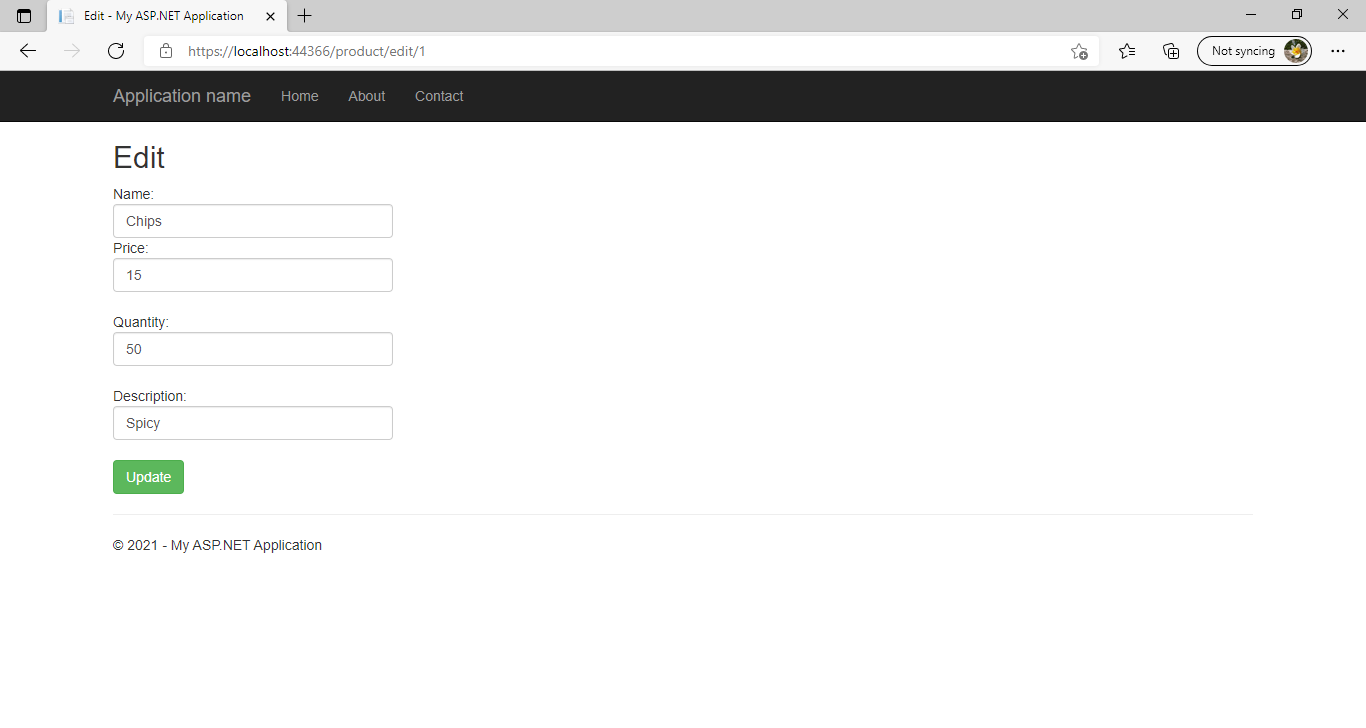 Edit - My ASP.NET Application
https://localhost:44366/product/edit/1
Not syncing
Application name Home About Contact
Edit
Name:
Chips
Price:
15
Quantity:
50
Description:
Spicy
Update
© 2021 - My ASP.NET Application